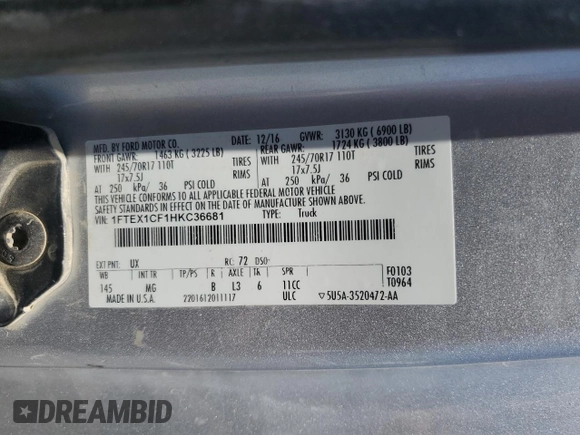 MFD. BY FORD MOTOR CO. DATE: 12/16 GVWR: 3130 KG ( 6900 LB)
FRONT GAWR: 1463 KG ( 3225 LB) REAR GAWR: 1724 KG ( 3800 LB)
WITH 245/70R17 110T TIRES WITH 245/70R17 110T TIRES
17x7.5J RIMS 17x7.5J RIMS
AT 250 kPa/ 36 PSI COLD AT 250 kPa/ 36 PSI COLD
THIS VEHICLE CONFORMS TO ALL APPLICABLE FEDERAL MOTOR VEHICLE
SAFETY STANDARDS IN EFFECT ON THE DATE OF MANUFACTURE SHOWN ABOVE.
VIN: 1FTEX1CF1HKC36681 TYPE: Truck
EXT PNT: UX RC: 72 DSO:
WB INT TR TP/PS R AXLE TA SPR F0103
145 MG B L3 6 11CC T0964
MADE IN U.S.A. 2201612011117 ULC 5U5A-3520472-AA
DREAMBID